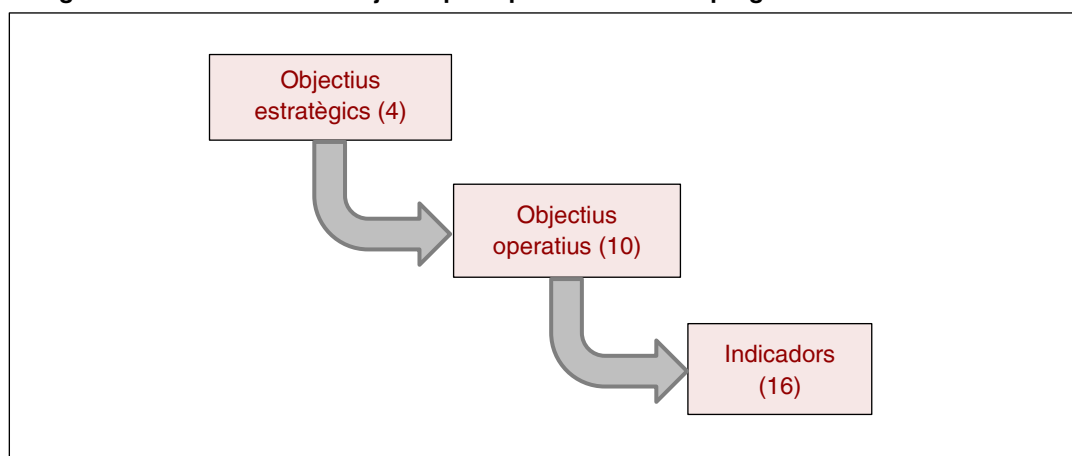 Objectius
estratègics (4)
Objectius
operatius (10)
Indicadors
(16)